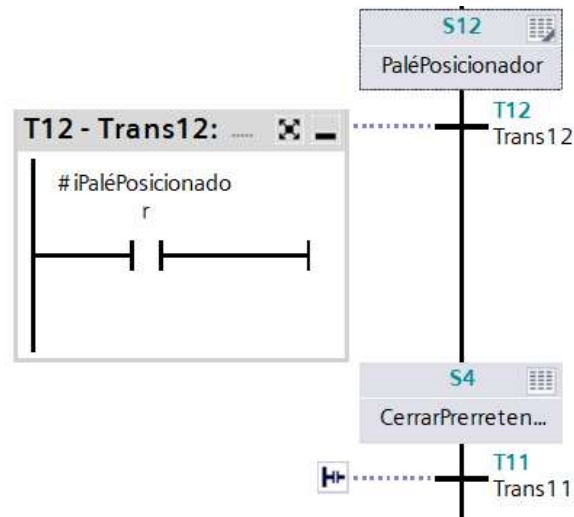 S12
PaléPosicionador
T12
Trans12
T12 - Trans12: ....
#iPaléPosicionado
r
S4
CerrarPrerreten...
T11
Trans11